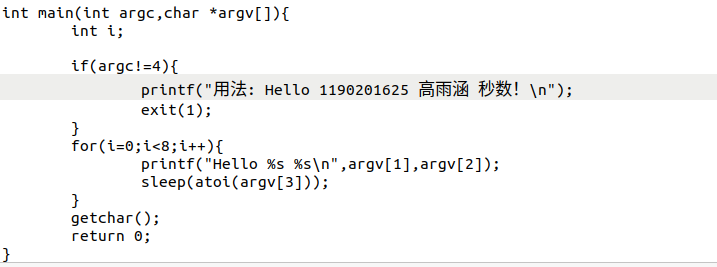 int main(int argc,char *argv[]){
int i;
if(argc!=4){
printf("用法: Hello 1190201625 高雨涵 秒数! \n");
exit(1);
}
for(i=0;i<8;i++){
printf("Hello %s %s\n",argv[1],argv[2]);
sleep(atoi(argv[3]));
}
getchar();
return 0;
}